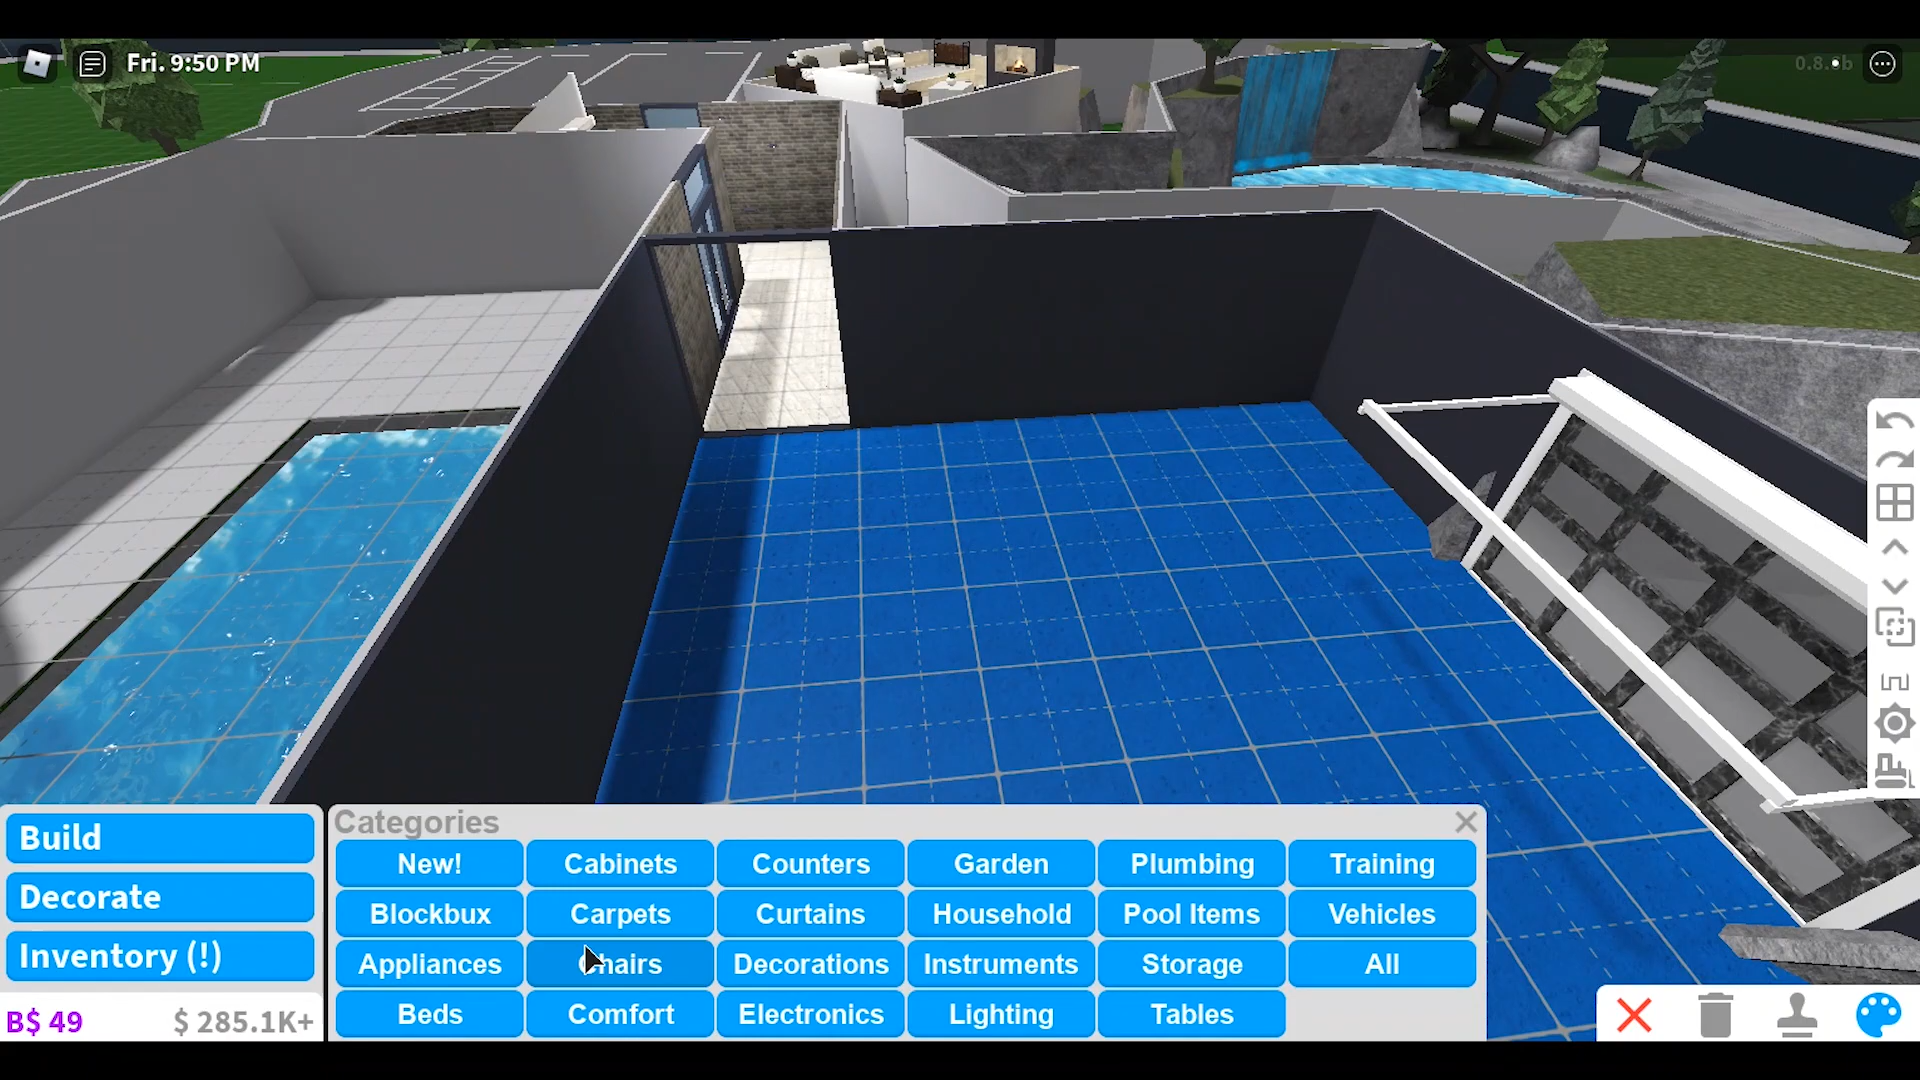 Fri. 9:50 PM
Build
Decorate
Inventory (!)
B$ 49
$ 285.1K+
Categories
New! Cabinets Counters Garden Plumbing Training
Blockbux Carpets Curtains Household Pool Items Vehicles
Appliances Chairs Decorations Instruments Storage All
Beds Comfort Electronics Lighting Tables